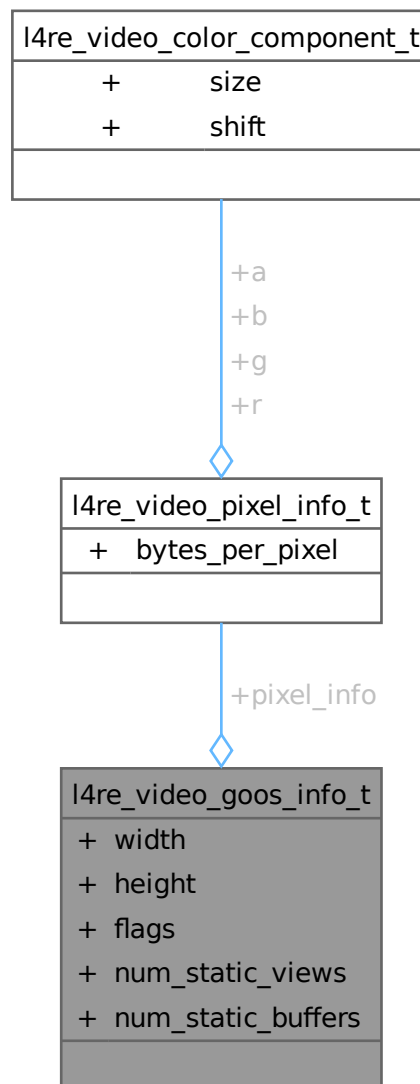 l4re_video_color_component_t
+ size
+ shift
+a
+b
+g
+r
l4re_video_pixel_info_t
+ bytes_per_pixel
+pixel_info
l4re_video_goos_info_t
+ width
+ height
+ flags
+ num_static_views
+ num_static_buffers